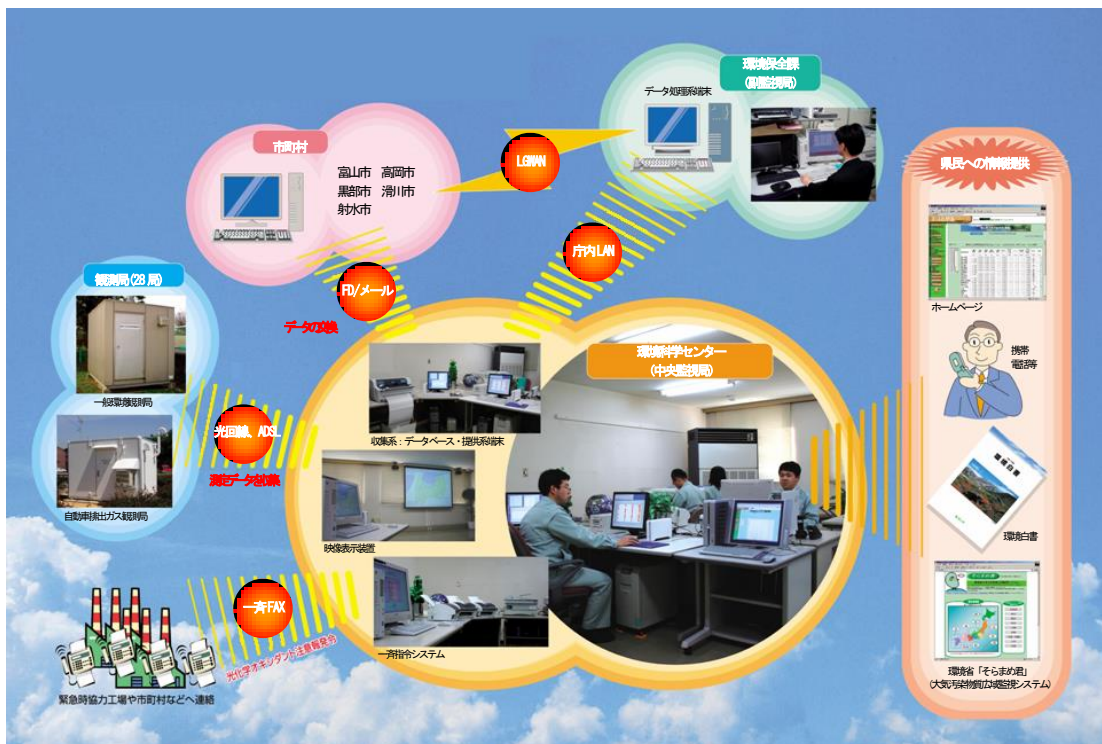 環境保全課
(副監視局)
データ処理系端末
市町村
富山市 高岡市
黒部市 滑川市
射水市
LGWAN
県民への情報提供
庁内LAN
観測局(28局)
FD/メール
データの交換
ホームページ
環境科学センター
(中央監視局)
携帯
電話等
一般環境観測局
光回線、ADSL
収集系:データベース・提供系端末
測定データを収集
自動車排出ガス観測局
環境白書
環境白書
映像表示装置
一斉FAX
光化学オキシダント注意報発令
一斉指令システム
環境省「そらまめ君」
(大気汚染物質広域監視システム)
緊急時協力工場や市町村などへ連絡